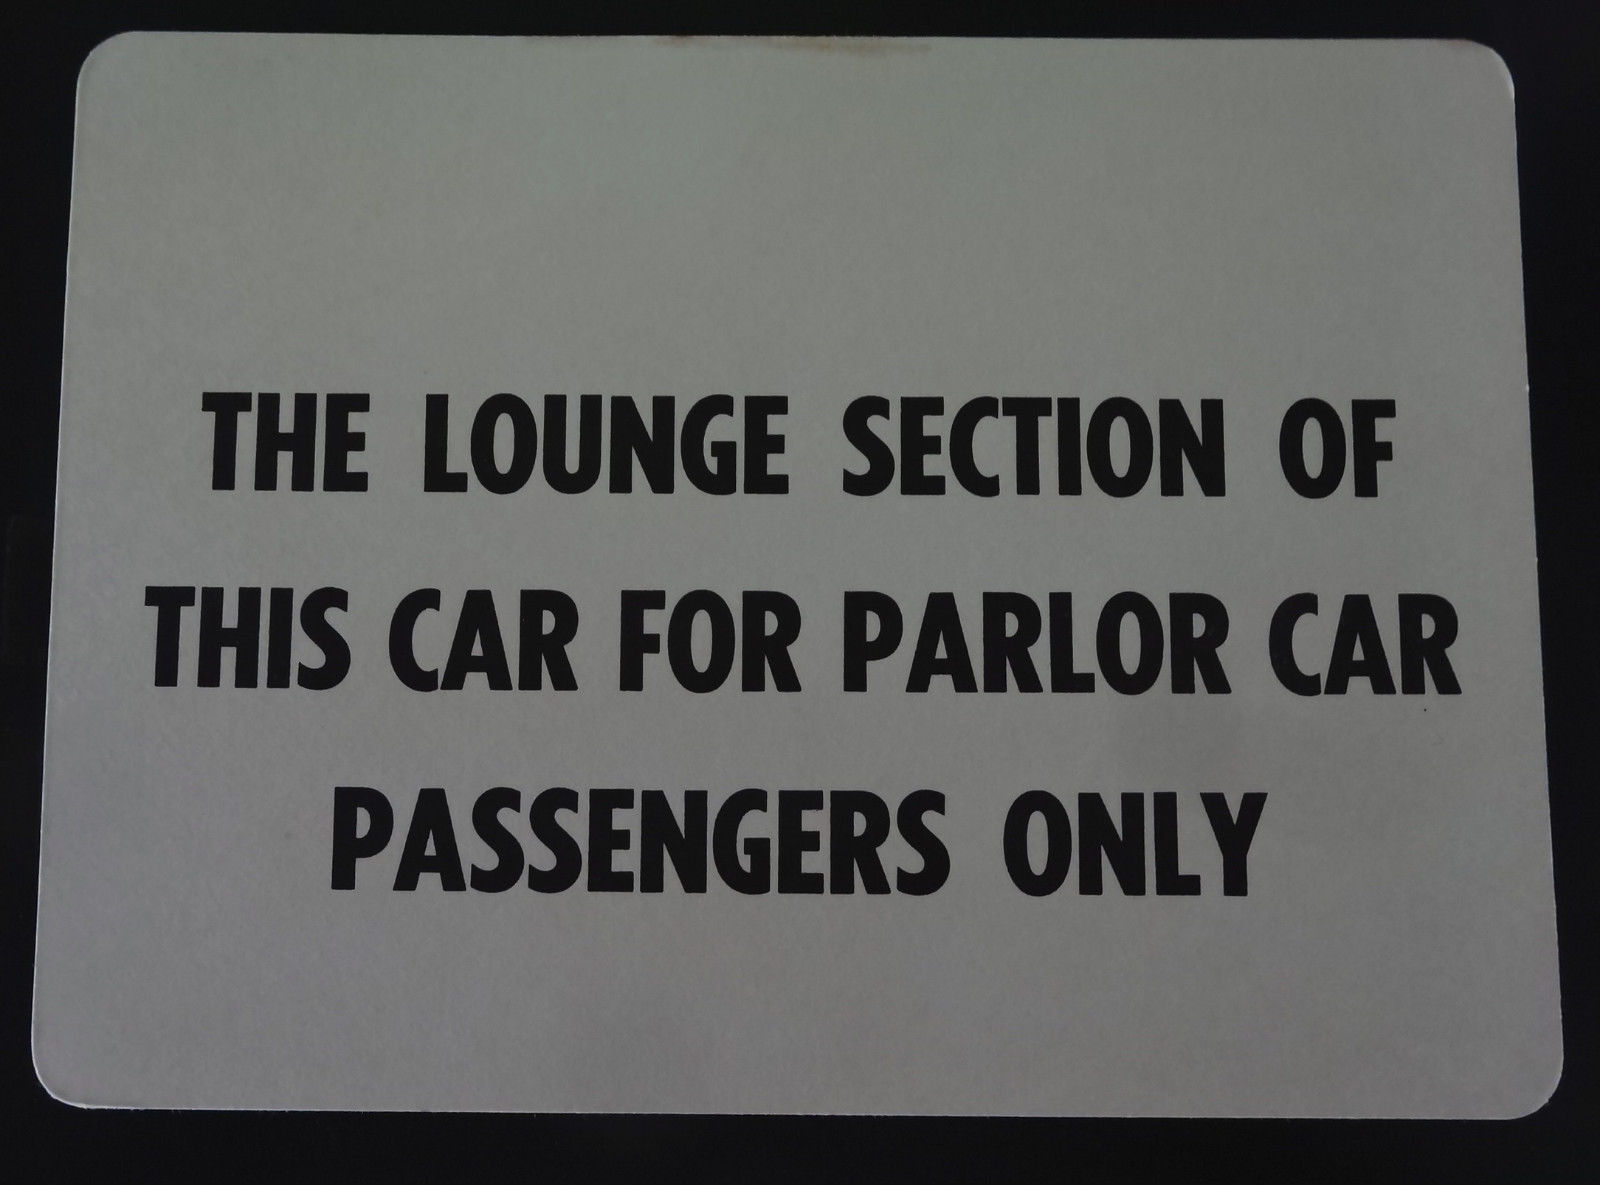 THE LOUNGE SECTION OF
THIS CAR FOR PARLOR CAR
PASSENGERS ONLY